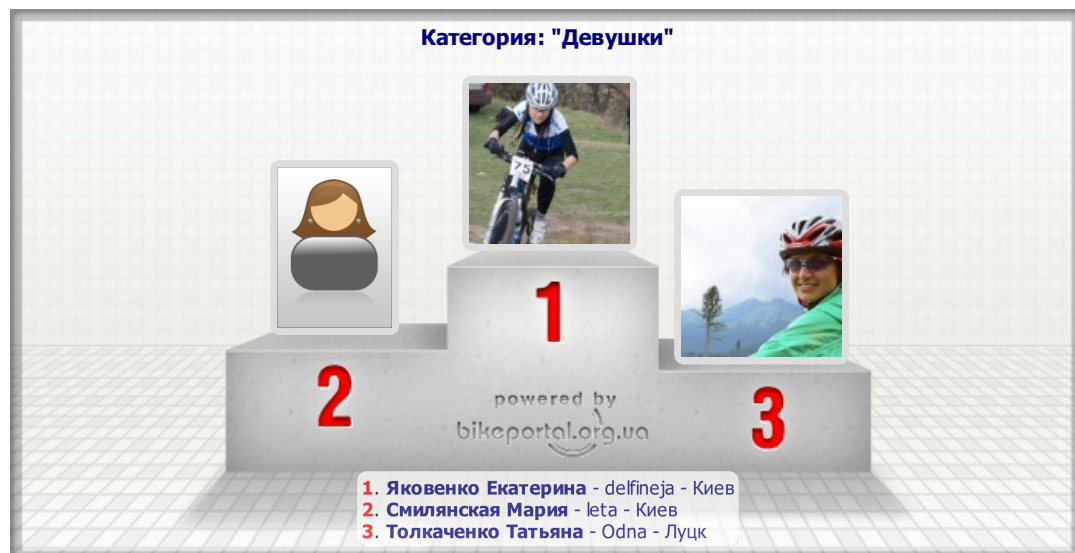 Категория: "Девушки"
75
1
2
3
powered by
bikeportal.org.ua
1. Яковенко Екатерина - delfineja - Киев
2. Смилянская Мария - leta - Киев
3. Толкаченко Татьяна - Odna - Луцк